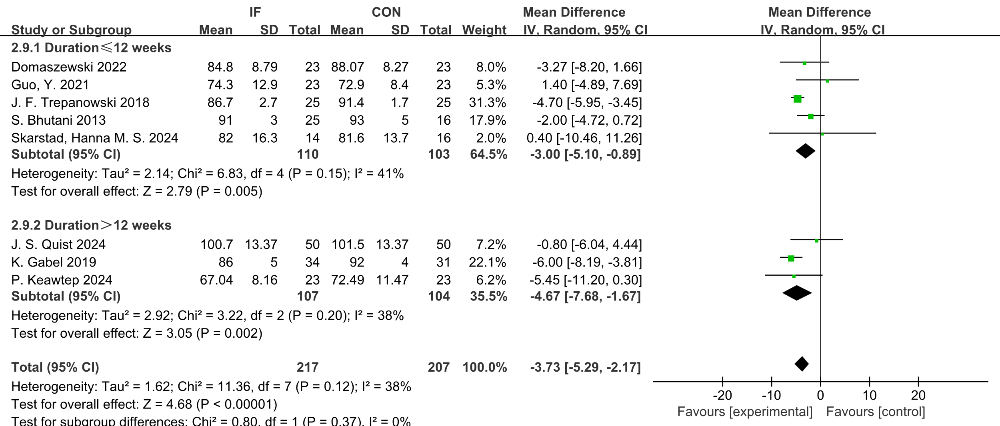 IF CON Mean Difference Mean Difference
Study or Subgroup Mean SD Total Mean SD Total Weight IV, Random, 95% CI IV, Random, 95% CI
2.9.1 Duration⩽12 weeks
Domaszewski 2022 84.8 8.79 23 88.07 8.27 23 8.0% -3.27 [-8.20, 1.66]
Guo, Y. 2021 74.3 12.9 23 72.9 8.4 23 5.3% 1.40 [-4.89, 7.69]
J. F. Trepanowski 2018 86.7 2.7 25 91.4 1.7 25 31.3% -4.70 [-5.95, -3.45]
S. Bhutani 2013 91 3 25 93 5 16 17.9% -2.00 [-4.72, 0.72]
Skarstad, Hanna M. S. 2024 82 16.3 14 81.6 13.7 16 2.0% 0.40 [-10.46, 11.26]
Subtotal (95% CI) 110 103 64.5% -3.00 [-5.10, -0.89]
Heterogeneity: Tau² = 2.14; Chi² = 6.83, df = 4 (P = 0.15); I² = 41%
Test for overall effect: Z = 2.79 (P = 0.005)
2.9.2 Duration＞12 weeks
J. S. Quist 2024 100.7 13.37 50 101.5 13.37 50 7.2% -0.80 [-6.04, 4.44]
K. Gabel 2019 86 5 34 92 4 31 22.1% -6.00 [-8.19, -3.81]
P. Keawtep 2024 67.04 8.16 23 72.49 11.47 23 6.2% -5.45 [-11.20, 0.30]
Subtotal (95% CI) 107 104 35.5% -4.67 [-7.68, -1.67]
Heterogeneity: Tau² = 2.92; Chi² = 3.22, df = 2 (P = 0.20); I² = 38%
Test for overall effect: Z = 3.05 (P = 0.002)
Total (95% CI) 217 207 100.0% -3.73 [-5.29, -2.17]
Heterogeneity: Tau² = 1.62; Chi² = 11.36, df = 7 (P = 0.12); I² = 38%
Test for overall effect: Z = 4.68 (P < 0.00001)
Test for subgroup differences: Chi² = 0.80, df = 1 (P = 0.37), I² = 0%
-20 -10 0 10 20
Favours [experimental] Favours [control]